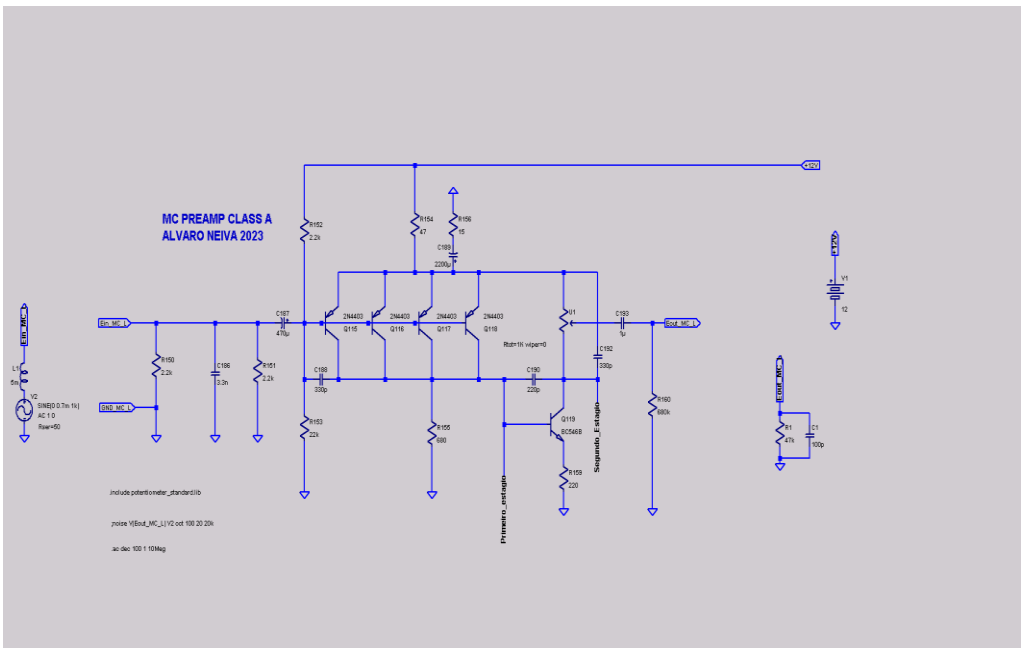 MC PREAMP CLASS A
ALVARO NEIVA 2023
+12V
R152
2.2k
R154
47
R156
15
C189
2200µ
+12V
V1
12
Ein_MC_L
Ein_MC_L
C187
470µ
2N4403
Q115
2N4403
Q116
2N4403
Q117
2N4403
Q118
U1
Rtot=1K wiper=0
C193
1µ
Eout_MC_L
L1
5m
V2
SINE(0 0.7m 1k)
AC 1 0
Rser=50
R150
2.2k
C186
3.3n
R151
2.2k
GND_MC_L
C188
330p
C190
220p
C192
330p
R153
22k
R155
680
Q119
BC546B
R159
220
R160
680k
Primeiro_estagio
Segundo_Estagio
Eout_MC_L
R1
47k
C1
100p
.include potentiometer_standard.lib
;noise V(Eout_MC_L) V2 oct 100 20 20k
.ac dec 100 1 10Meg